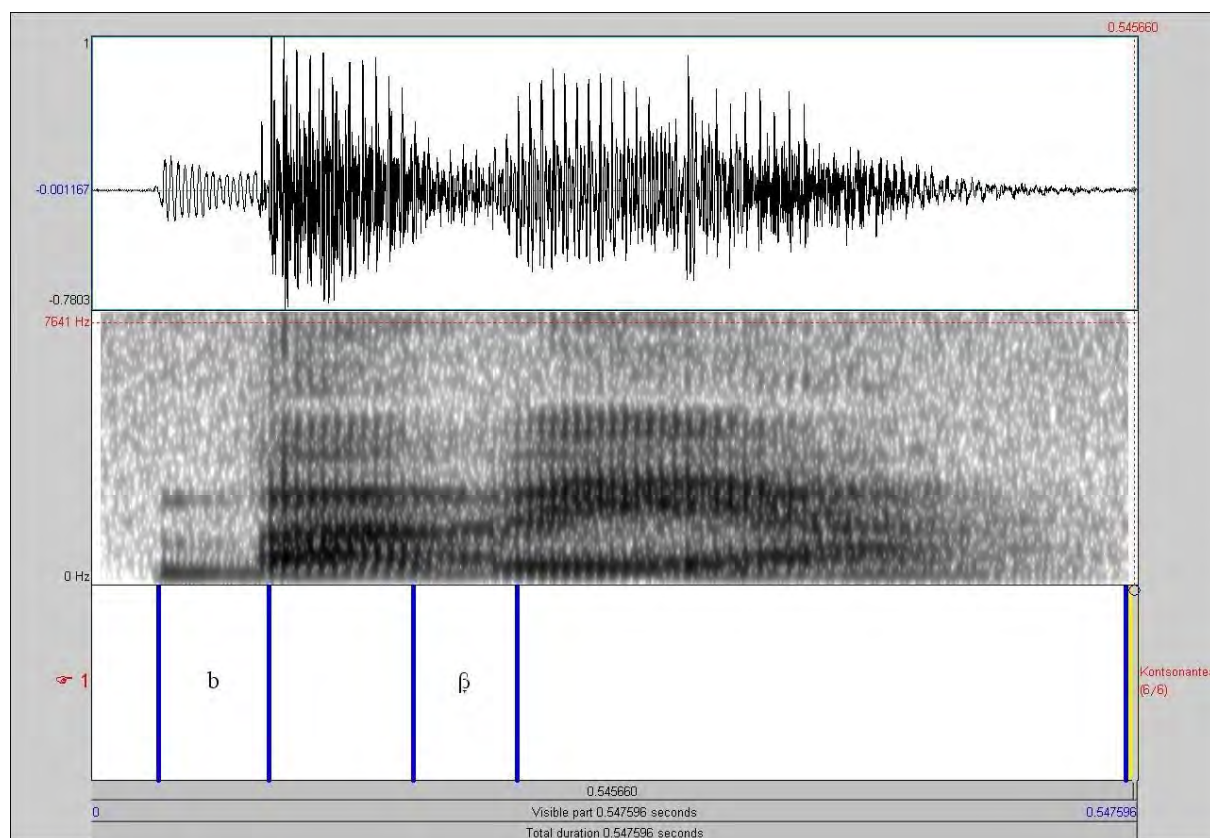 0.545660
1
-0.001167
-0.7803
7641 Hz
0 Hz
☞ 1
b
β̞
Kontsonante
(6/6)
0.545660
0
Visible part 0.547596 seconds
0.547596
Total duration 0.547596 seconds